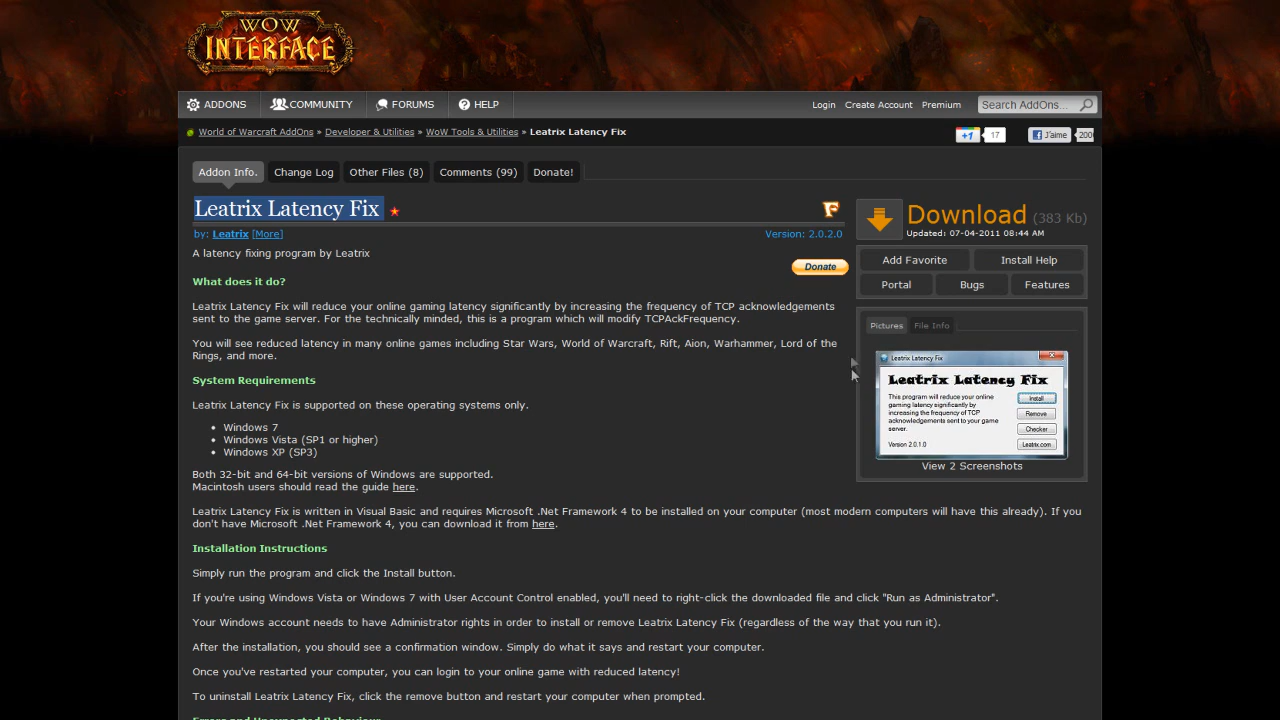 WOW
INTERFACE
ADDONS COMMUNITY FORUMS HELP Login Create Account Premium Search AddOns...
World of Warcraft AddOns » Developer & Utilities » WoW Tools & Utilities » Leatrix Latency Fix +1 17 J'aime 200
Addon Info. Change Log Other Files (8) Comments (99) Donate!
Leatrix Latency Fix
by: Leatrix [More] Version: 2.0.2.0
Download (383 Kb)
Updated: 07-04-2011 08:44 AM
A latency fixing program by Leatrix
Donate
Add Favorite Install Help
Portal Bugs Features
What does it do?
Leatrix Latency Fix will reduce your online gaming latency significantly by increasing the frequency of TCP acknowledgements
sent to the game server. For the technically minded, this is a program which will modify TCPAckFrequency.
You will see reduced latency in many online games including Star Wars, World of Warcraft, Rift, Aion, Warhammer, Lord of the
Rings, and more.
Pictures File Info
Leatrix Latency Fix
Leatrix Latency Fix
This program will reduce your online
gaming latency significantly by
increasing the frequency of TCP
acknowledgements sent to your game
server.
Version 2.0.1.0
Install
Remove
Checker
Leatrix.com
View 2 Screenshots
System Requirements
Leatrix Latency Fix is supported on these operating systems only.
• Windows 7
• Windows Vista (SP1 or higher)
• Windows XP (SP3)
Both 32-bit and 64-bit versions of Windows are supported.
Macintosh users should read the guide here.
Leatrix Latency Fix is written in Visual Basic and requires Microsoft .Net Framework 4 to be installed on your computer (most modern computers will have this already). If you
don't have Microsoft .Net Framework 4, you can download it from here.
Installation Instructions
Simply run the program and click the Install button.
If you're using Windows Vista or Windows 7 with User Account Control enabled, you'll need to right-click the downloaded file and click "Run as Administrator".
Your Windows account needs to have Administrator rights in order to install or remove Leatrix Latency Fix (regardless of the way that you run it).
After the installation, you should see a confirmation window. Simply do what it says and restart your computer.
Once you've restarted your computer, you can login to your online game with reduced latency!
To uninstall Leatrix Latency Fix, click the remove button and restart your computer when prompted.
Errors and Unexpected Behaviour